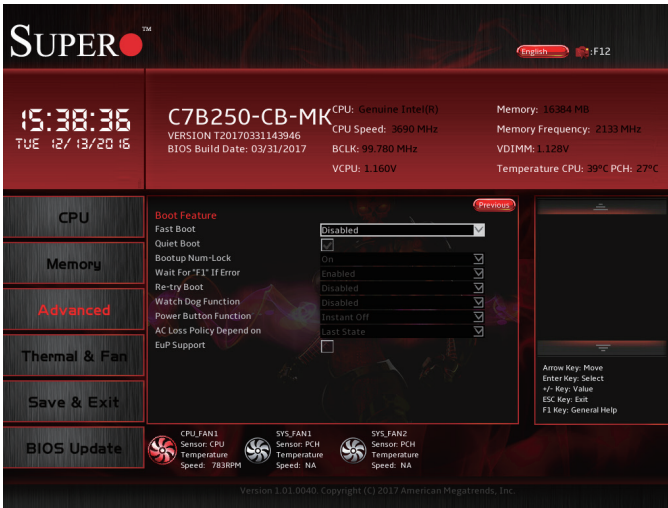 SUPER TM
English :F12
15:38:36
TUE 12/13/2016
C7B250-CB-MK
VERSION T20170331143946
BIOS Build Date: 03/31/2017
CPU: Genuine Intel(R)
CPU Speed: 3690 MHz
BCLK: 99.780 MHz
VCPU: 1.160V
Memory: 16384 MB
Memory Frequency: 2133 MHz
VDIMM: 1.128V
Temperature CPU: 39ºC PCH: 27ºC
CPU
Memory
Advanced
Thermal & Fan
Save & Exit
BIOS Update
Previous
Boot Feature
Fast Boot Disabled
Quiet Boot
Bootup Num-Lock On
Wait For "F1" If Error Enabled
Re-try Boot Disabled
Watch Dog Function Disabled
Power Button Function Instant Off
AC Loss Policy Depend on Last State
EuP Support
Arrow Key: Move
Enter Key: Select
+/- Key: Value
ESC Key: Exit
F1 Key: General Help
CPU_FAN1
Sensor: CPU
Temperature
Speed: 783RPM
SYS_FAN1
Sensor: PCH
Temperature
Speed: NA
SYS_FAN2
Sensor: PCH
Temperature
Speed: NA
Version 1.01.0040. Copyright (C) 2017 American Megatrends, Inc.